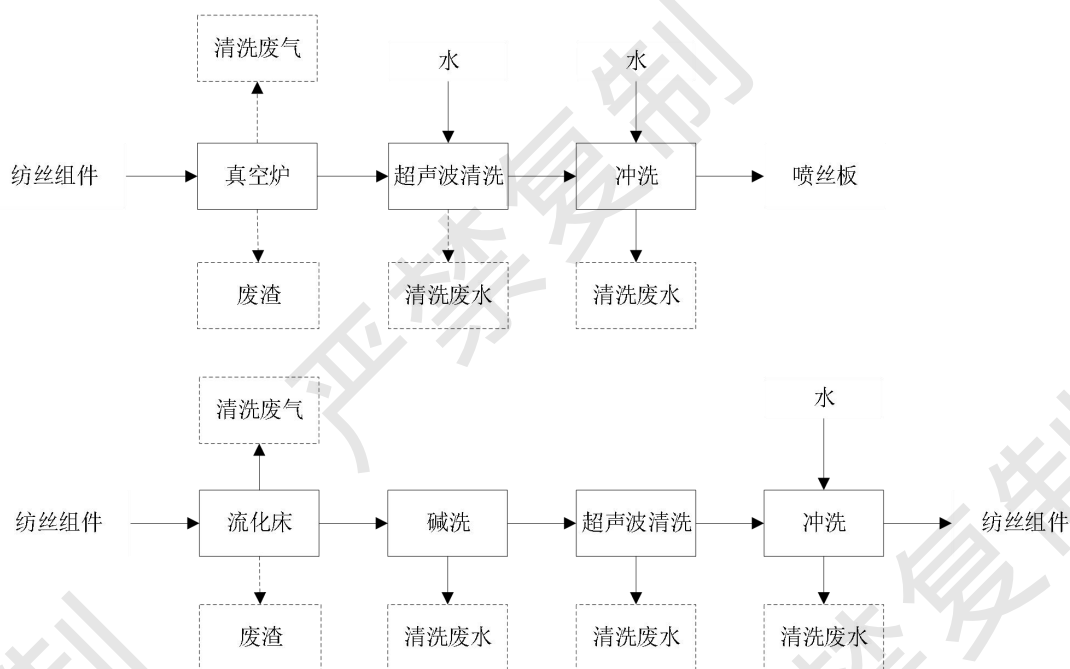 清洗废气
水
水
纺丝组件
真空炉
超声波清洗
冲洗
喷丝板
废渣
清洗废水
清洗废水
清洗废气
水
纺丝组件
流化床
碱洗
超声波清洗
冲洗
纺丝组件
废渣
清洗废水
清洗废水
清洗废水
严禁复制
禁复制
制